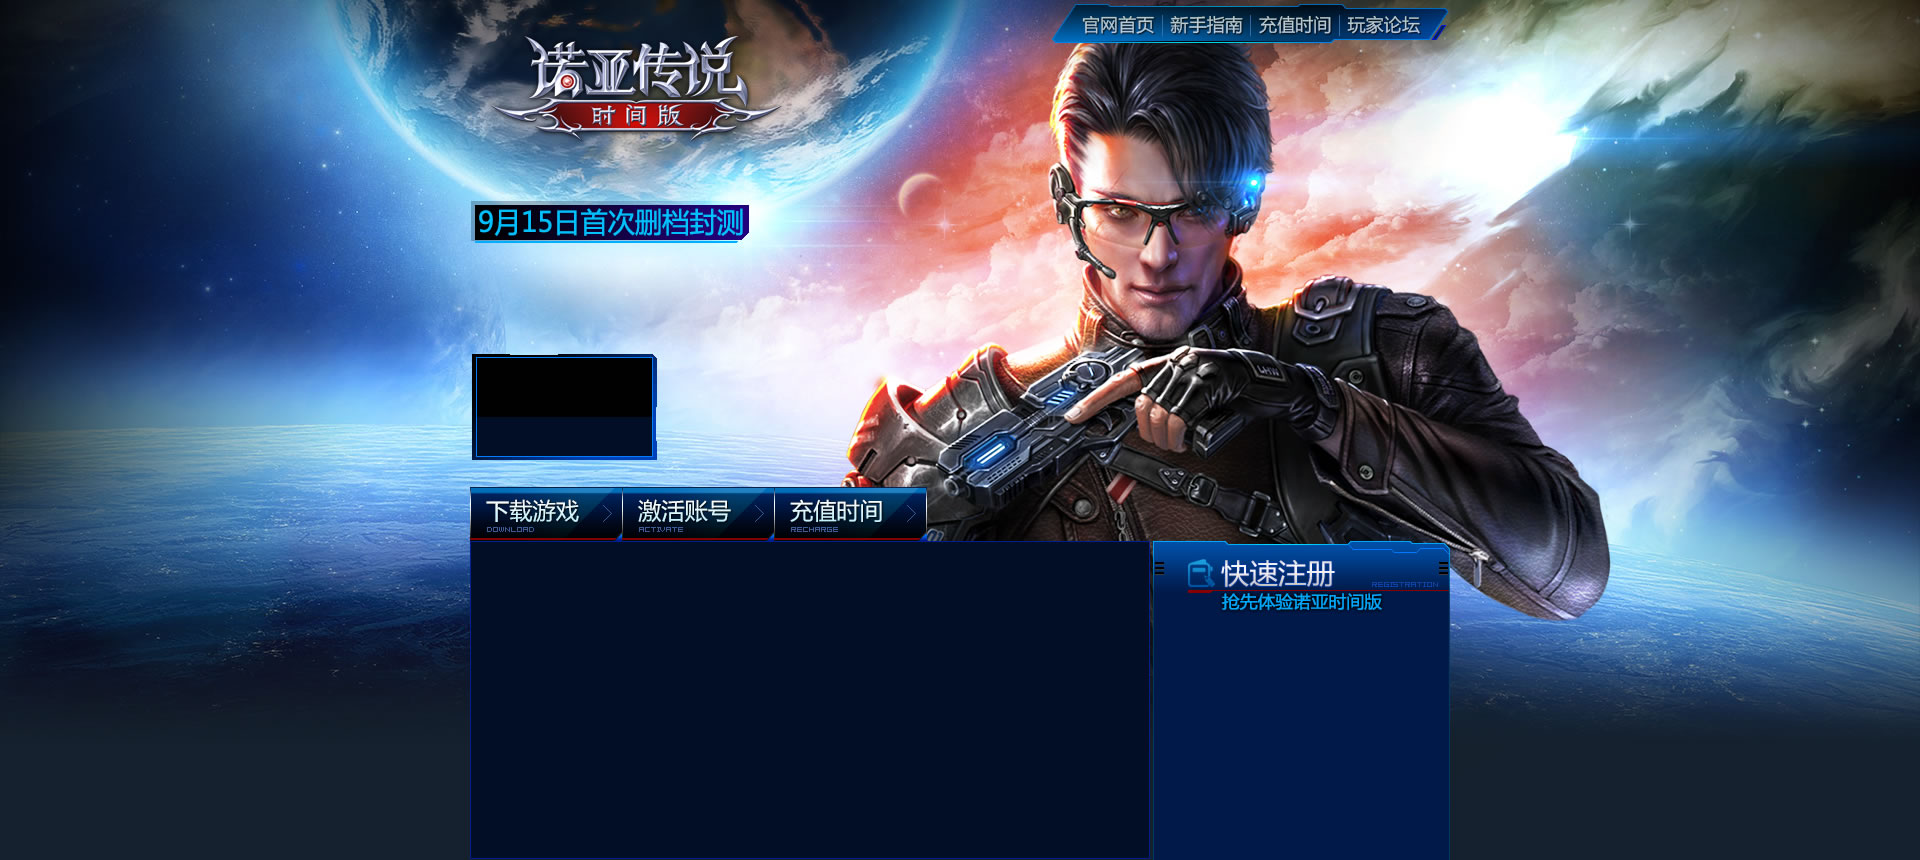 官网首页 新手指南 充值时间 玩家论坛
诺亚传说
时间版
9月15日首次删档封测
下载游戏 激活账号 充值时间
DOWNLOAD ACTIVATE RECHARGE
快速注册
REGISTRATION
抢先体验诺亚时间版